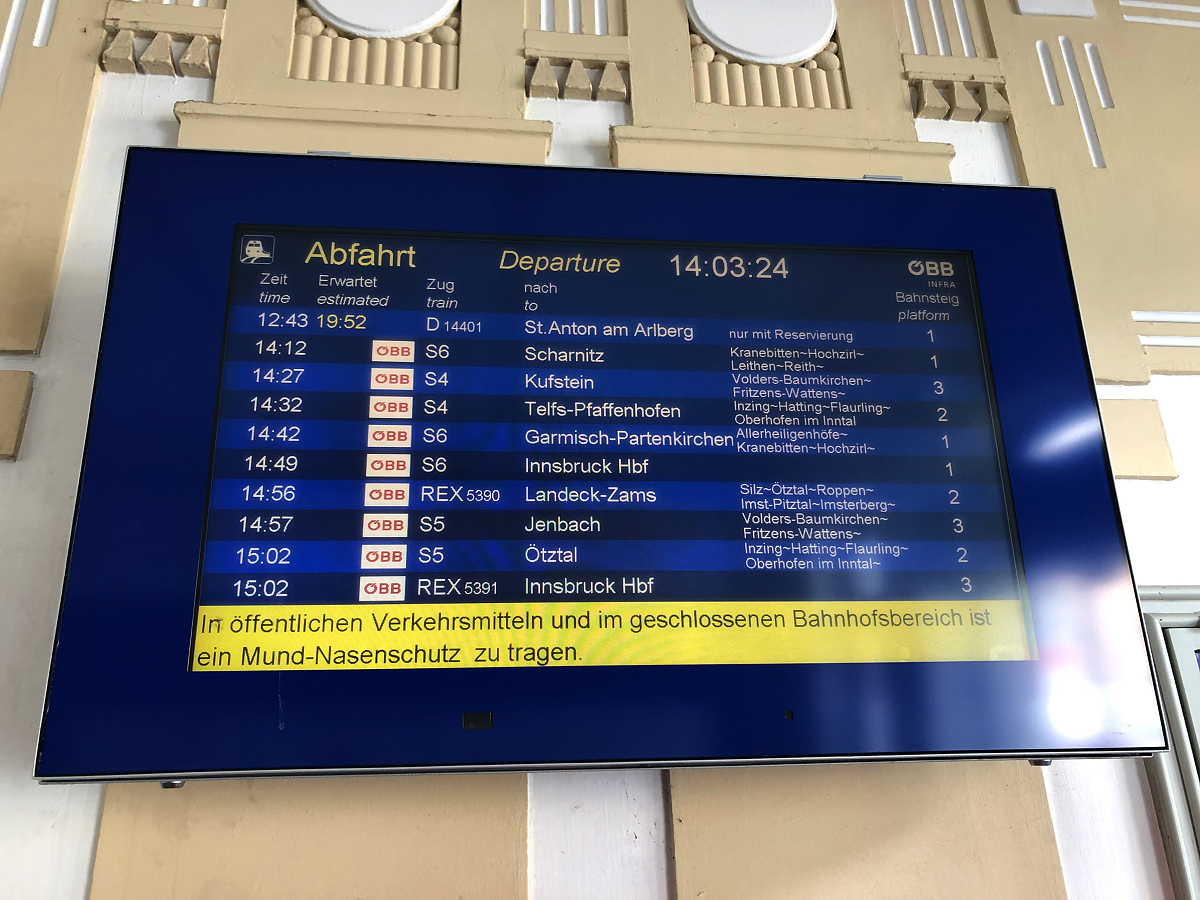 Abfahrt Departure 14:03:24 ÖBB
INFRA
Zeit Erwartet Zug nach Bahnsteig
time estimated train to platform
12:43 19:52 D 14401 St.Anton am Arlberg nur mit Reservierung 1
14:12 ÖBB S6 Scharnitz Kranebitten~Hochzirl~ 1
Leithen~Reith~
14:27 ÖBB S4 Kufstein Volders-Baumkirchen~ 3
Fritzens-Wattens~
14:32 ÖBB S4 Telfs-Pfaffenhofen Inzing~Hatting~Flaurling~ 2
Oberhofen im Inntal
14:42 ÖBB S6 Garmisch-Partenkirchen Allerheiligenhöfe~ 1
Kranebitten~Hochzirl~
14:49 ÖBB S6 Innsbruck Hbf 1
14:56 ÖBB REX 5390 Landeck-Zams Silz~Ötztal~Roppen~ 2
Imst-Pitztal~Imsterberg~
14:57 ÖBB S5 Jenbach Volders-Baumkirchen~ 3
Fritzens-Wattens~
15:02 ÖBB S5 Ötztal Inzing~Hatting~Flaurling~ 2
Oberhofen im Inntal~
15:02 ÖBB REX 5391 Innsbruck Hbf 3
In öffentlichen Verkehrsmitteln und im geschlossenen Bahnhofsbereich ist
ein Mund-Nasenschutz zu tragen.